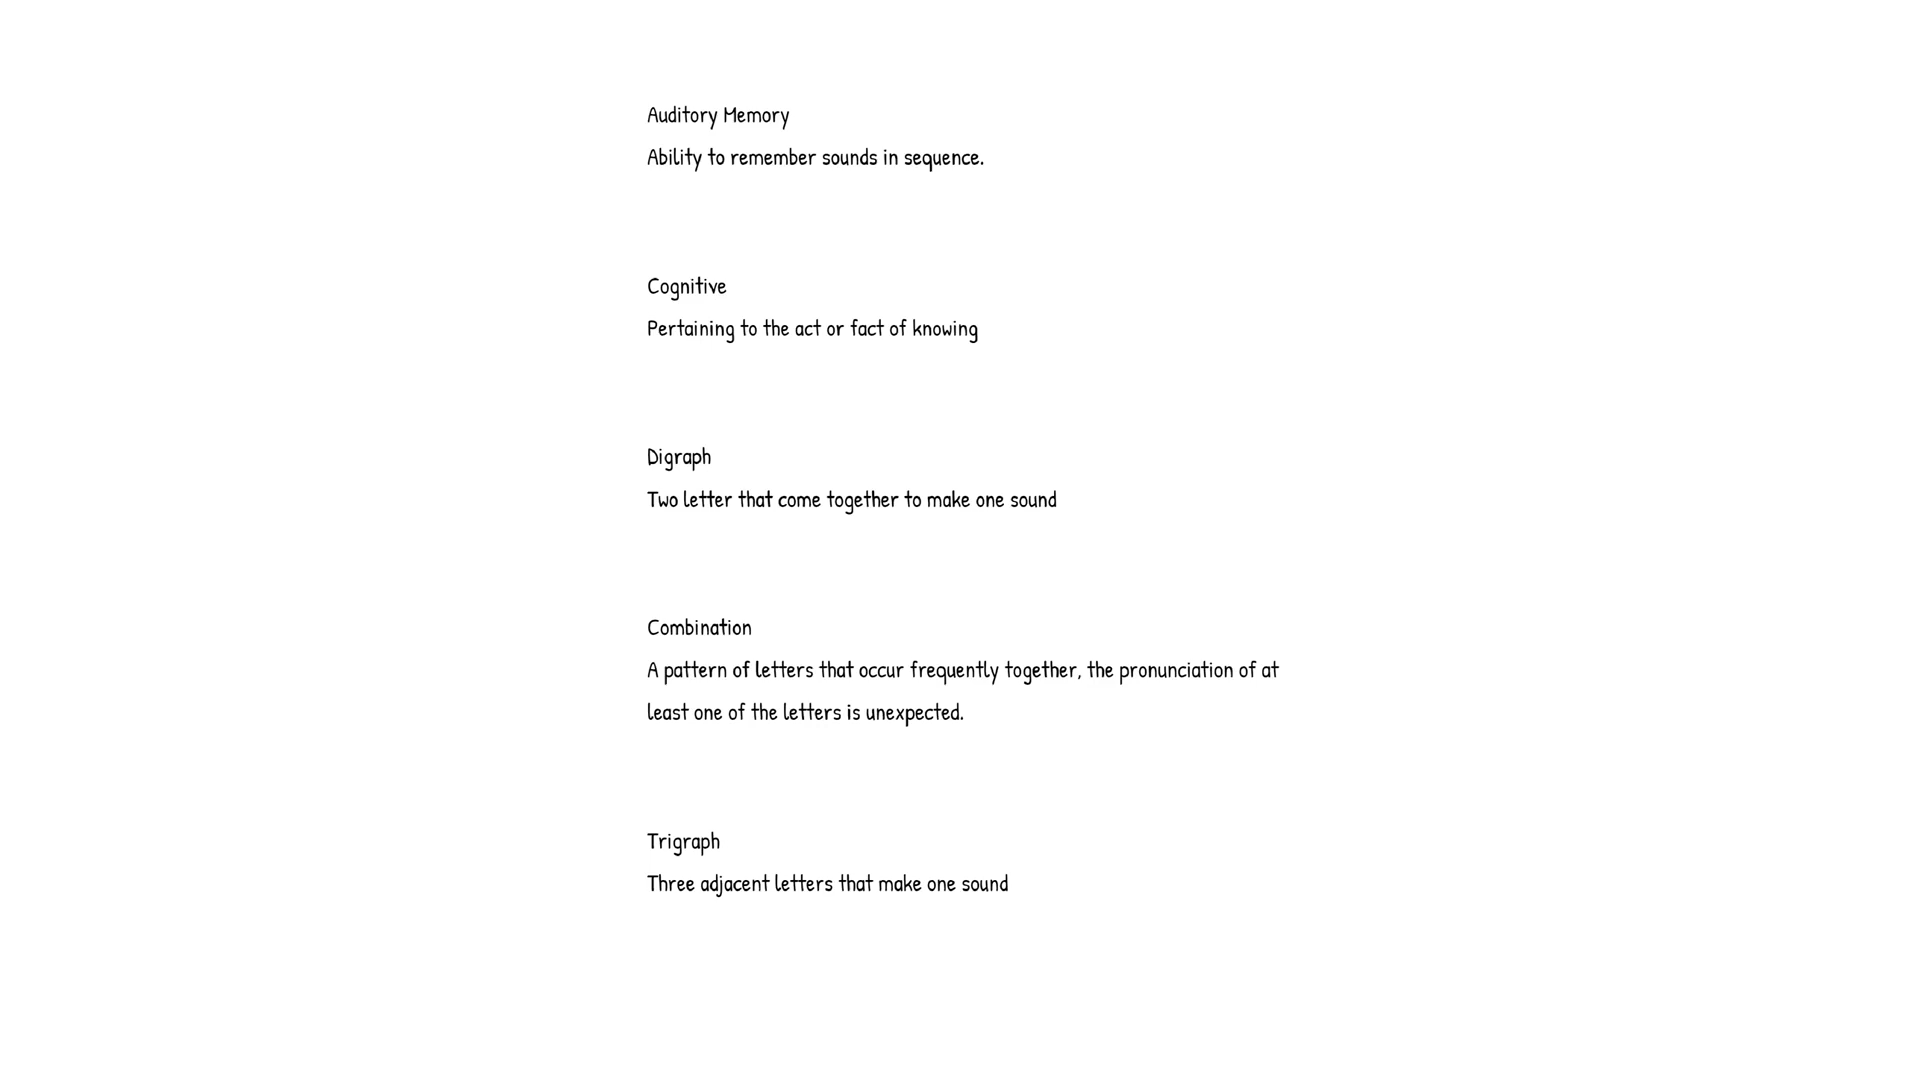 Auditory Memory
Ability to remember sounds in sequence.
Cognitive
Pertaining to the act or fact of knowing
Digraph
Two letter that come together to make one sound
Combination
A pattern of letters that occur frequently together, the pronunciation of at
least one of the letters is unexpected.
Trigraph
Three adjacent letters that make one sound